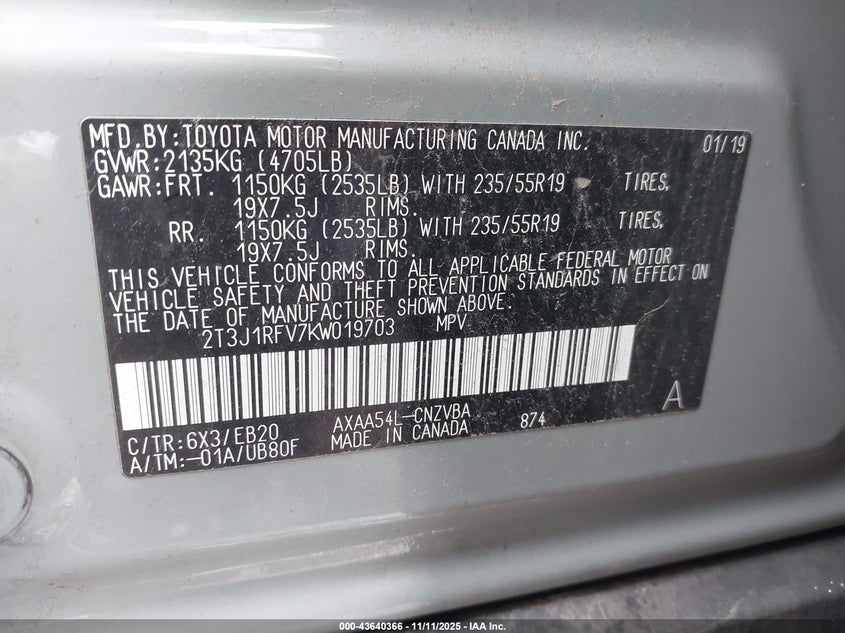 MFD.BY:TOYOTA MOTOR MANUFACTURING CANADA INC. 01/19
GVWR:2135KG (4705LB)
GAWR:FRT. 1150KG (2535LB) WITH 235/55R19 TIRES,
19X7.5J RIMS.
RR. 1150KG (2535LB) WITH 235/55R19 TIRES,
19X7.5J RIMS.
THIS VEHICLE CONFORMS TO ALL APPLICABLE FEDERAL MOTOR
VEHICLE SAFETY AND THEFT PREVENTION STANDARDS IN EFFECT ON
THE DATE OF MANUFACTURE SHOWN ABOVE.
2T3J1RFV7KW019703 MPV
A
C/TR:6X3/EB20 AXAA54L-CNZVBA 874
A/TM:-01A/UB80F MADE IN CANADA
000-43640366 - 11/11/2025 - IAA Inc.